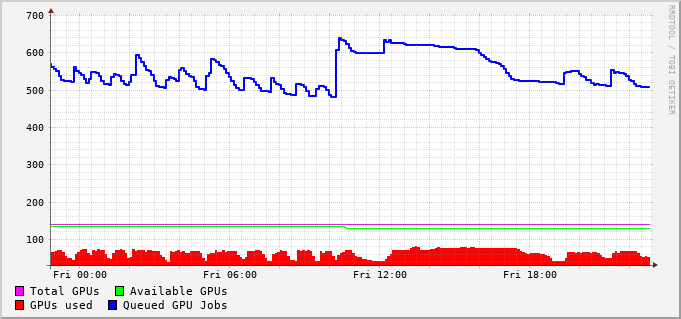 700
600
500
400
300
200
100
Fri 00:00 Fri 06:00 Fri 12:00 Fri 18:00
Total GPUs Available GPUs
GPUs used Queued GPU Jobs
RRDTOOL / TOBI OETIKER